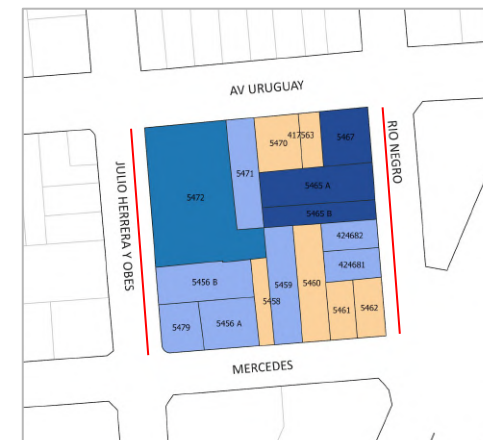 AV URUGUAY
JULIO HERRERA Y OBES
RIO NEGRO
5472
5471
5470
417563
5467
5465 A
5465 B
424682
424681
5456 B
5458
5459
5460
5479
5456 A
5461
5462
MERCEDES